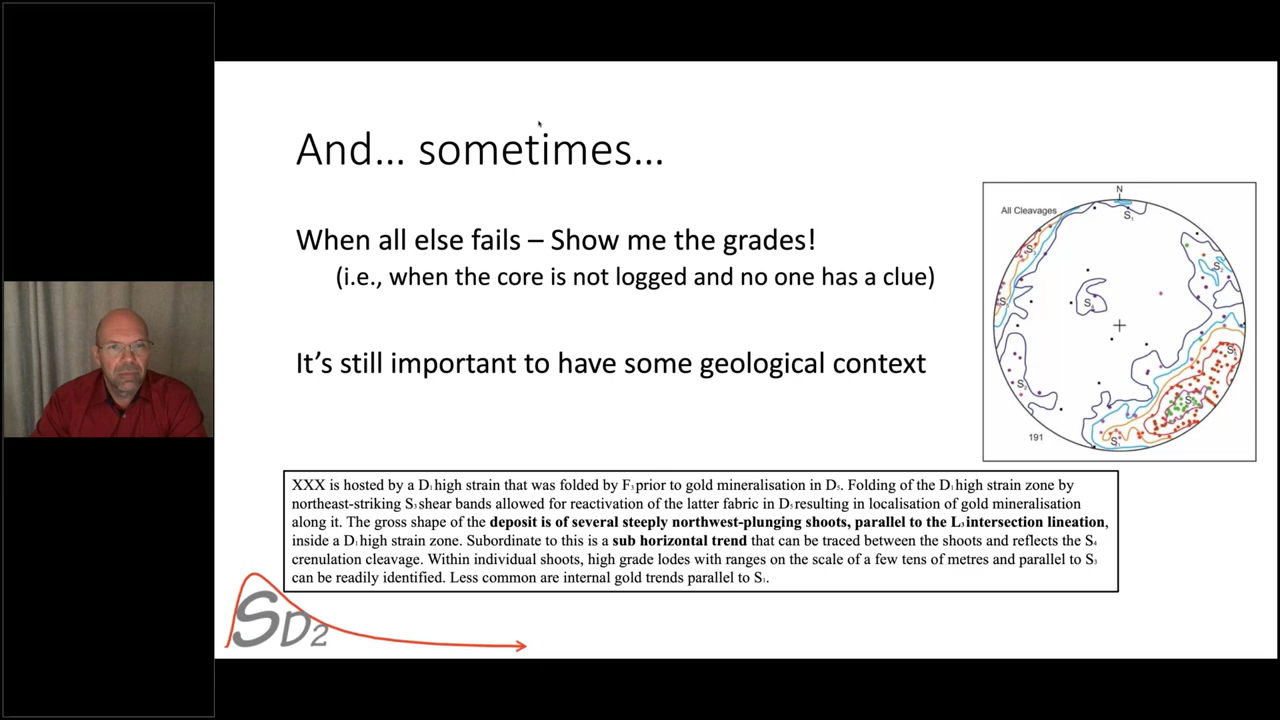 And... sometimes...
When all else fails – Show me the grades!
(i.e., when the core is not logged and no one has a clue)
It's still important to have some geological context
N
All Cleavages
S₁
S₄
S₂
S₃
191
XXX is hosted by a D₁ high strain that was folded by F₃ prior to gold mineralisation in D₅. Folding of the D₁ high strain zone by
northeast-striking S₃ shear bands allowed for reactivation of the latter fabric in D₅ resulting in localisation of gold mineralisation
along it. The gross shape of the deposit is of several steeply northwest-plunging shoots, parallel to the L₃ intersection lineation,
inside a D₁ high strain zone. Subordinate to this is a sub horizontal trend that can be traced between the shoots and reflects the S₄
crenulation cleavage. Within individual shoots, high grade lodes with ranges on the scale of a few tens of metres and parallel to S₃
can be readily identified. Less common are internal gold trends parallel to S₁.
SD2